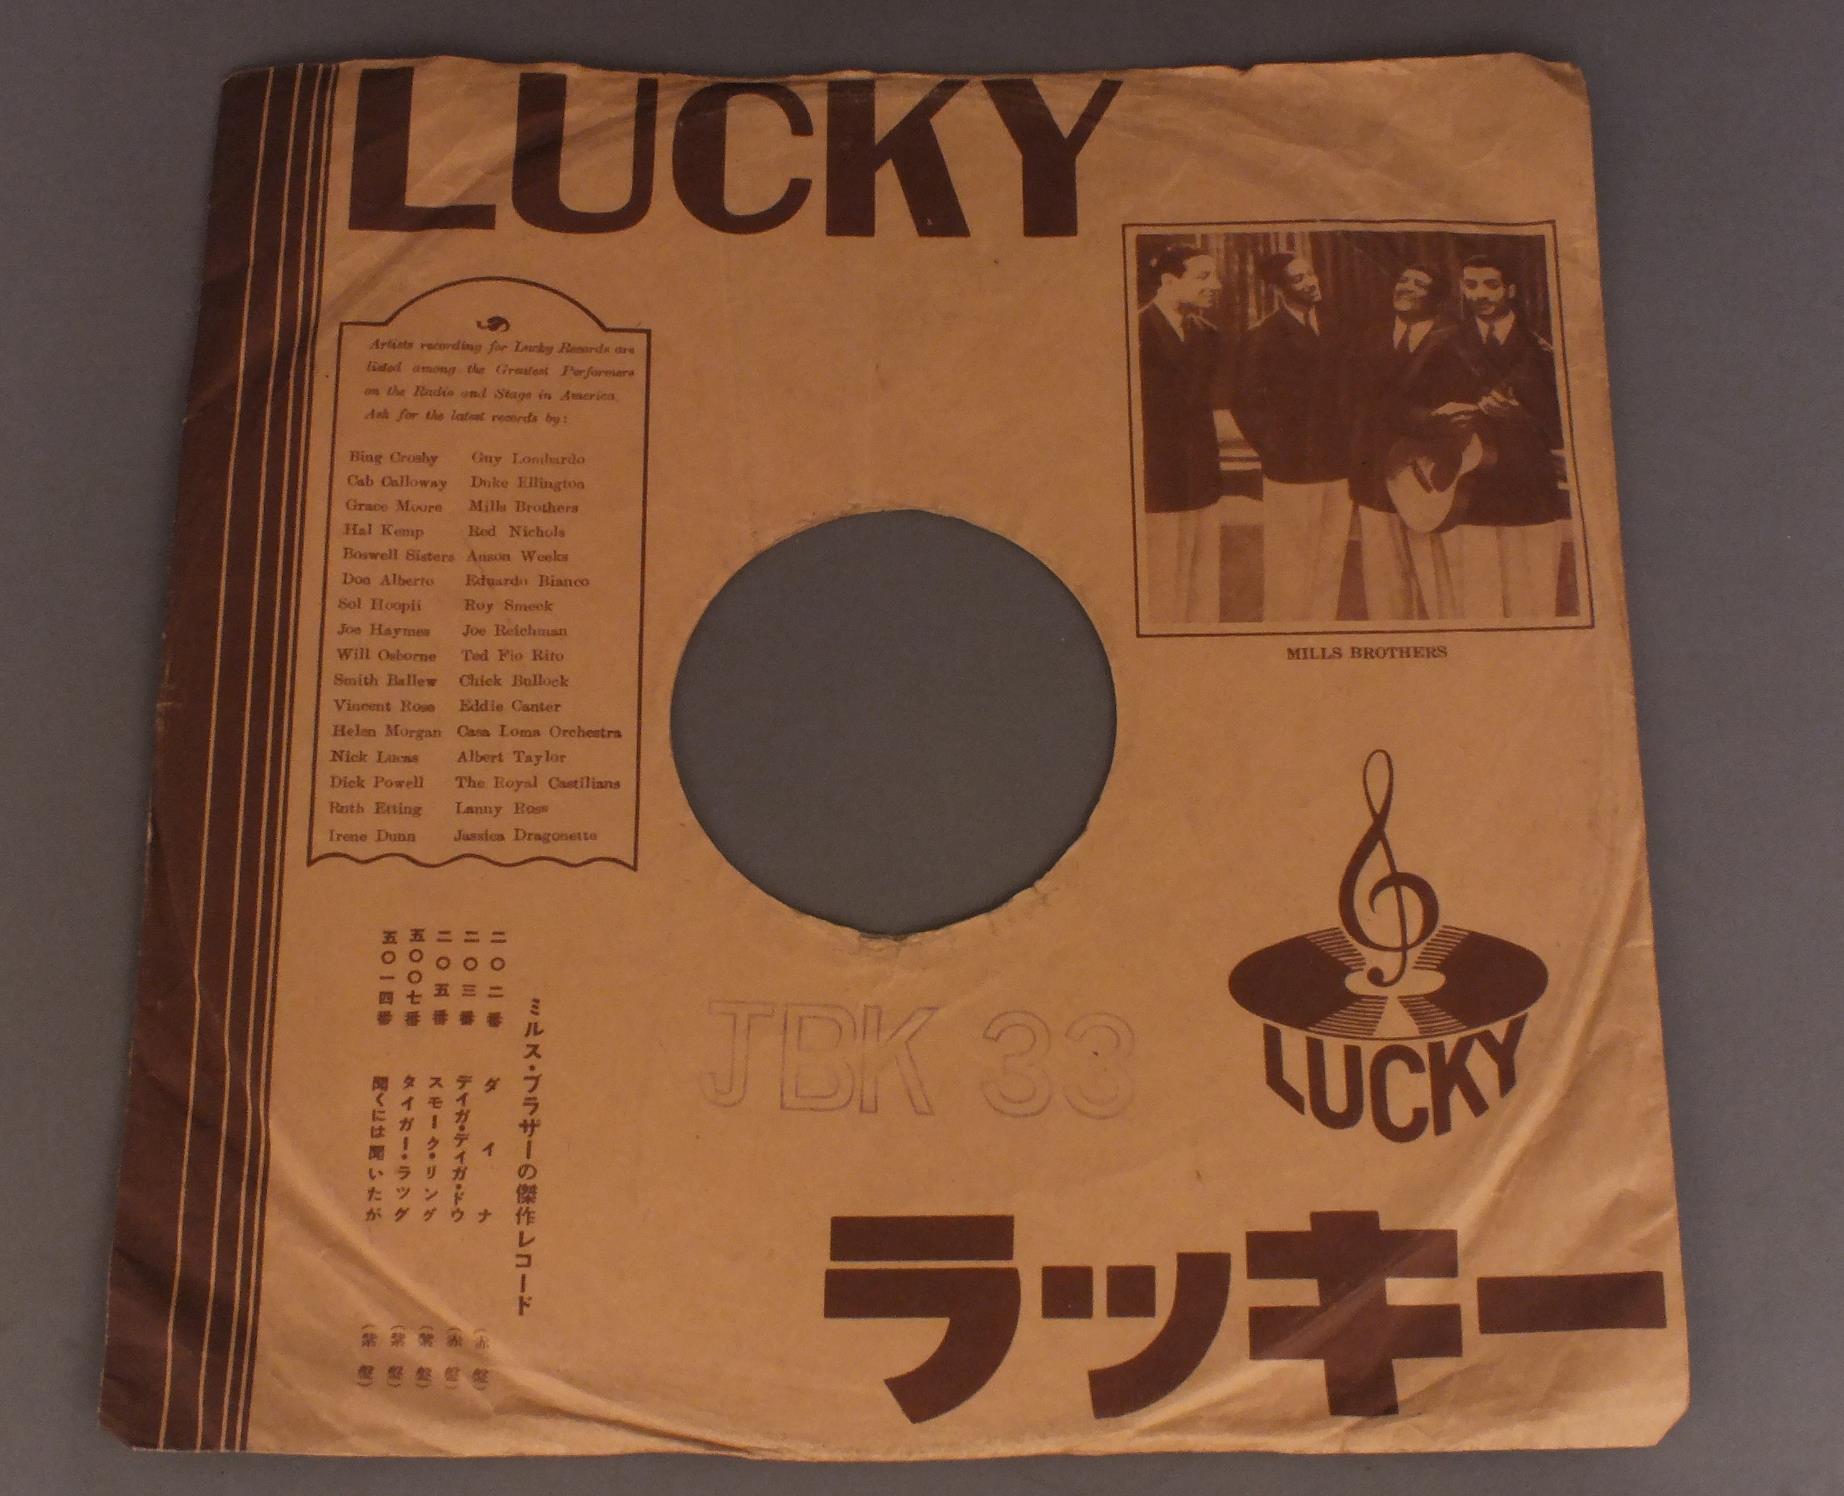 LUCKY
Artists recording for Lucky Records are
listed among the Greatest Performers
on the Radio and Stage in America.
Ask for the latest records by:
Bing Crosby Guy Lombardo
Cab Calloway Duke Ellington
Grace Moore Mills Brothers
Hal Kemp Red Nichols
Boswell Sisters Anson Weeks
Don Alberto Eduardo Bianco
Sol Hoopii Roy Smeck
Joe Haymes Joe Reichman
Will Osborne Ted Fio Rito
Smith Ballew Chick Bullock
Vincent Rose Eddie Canter
Helen Morgan Casa Loma Orchestra
Nick Lucas Albert Taylor
Dick Powell The Royal Castilians
Ruth Etting Lanny Ross
Irene Dunn Jassica Dragonette
MILLS BROTHERS
LUCKY
JBK 33
ミルス・ブラザーの傑作レコード
二〇二番 ダイナ (赤盤)
二〇三番 デイガ・デイガ・ドウ (赤盤)
二〇五番 スモーク・リング (紫盤)
五〇〇七番 タイガー・ラツグ (紫盤)
五〇一四番 聞くには聞いたが (紫盤)
ラッキー